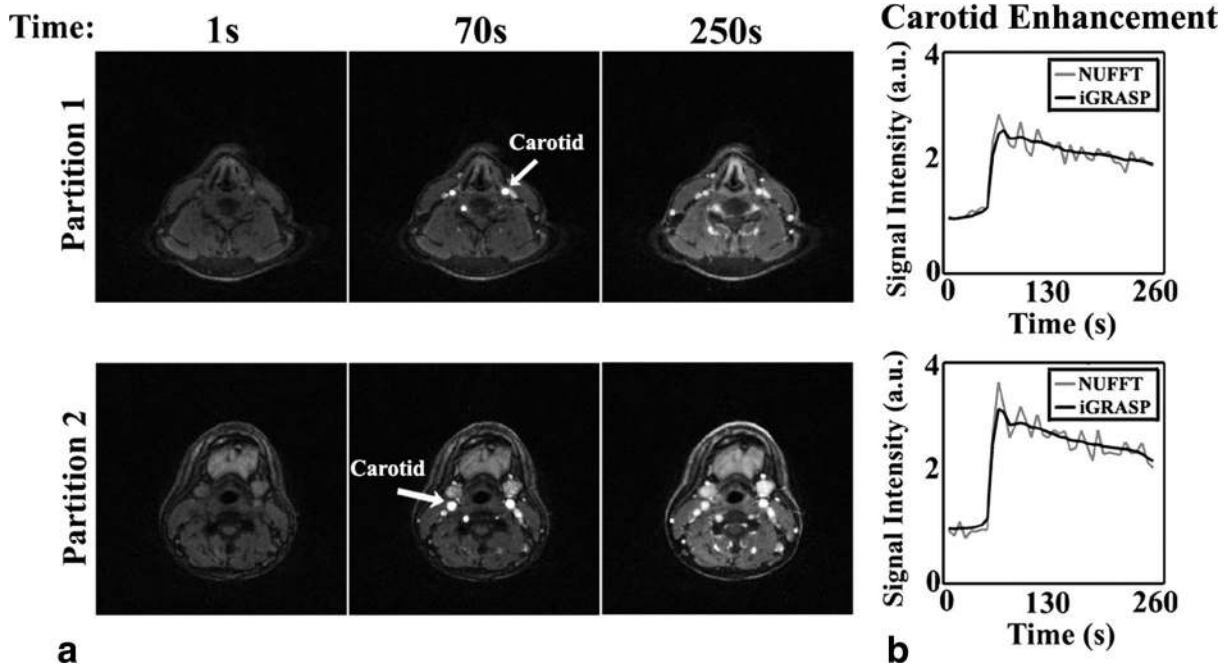 Time: 1s 70s 250s Carotid Enhancement
Partition 1
Carotid
Signal Intensity (a.u.)
4
2
0
NUFFT
iGRASP
0 130 260
Time (s)
Partition 2
Carotid
Signal Intensity (a.u.)
4
2
0
NUFFT
iGRASP
0 130 260
Time (s)
a b